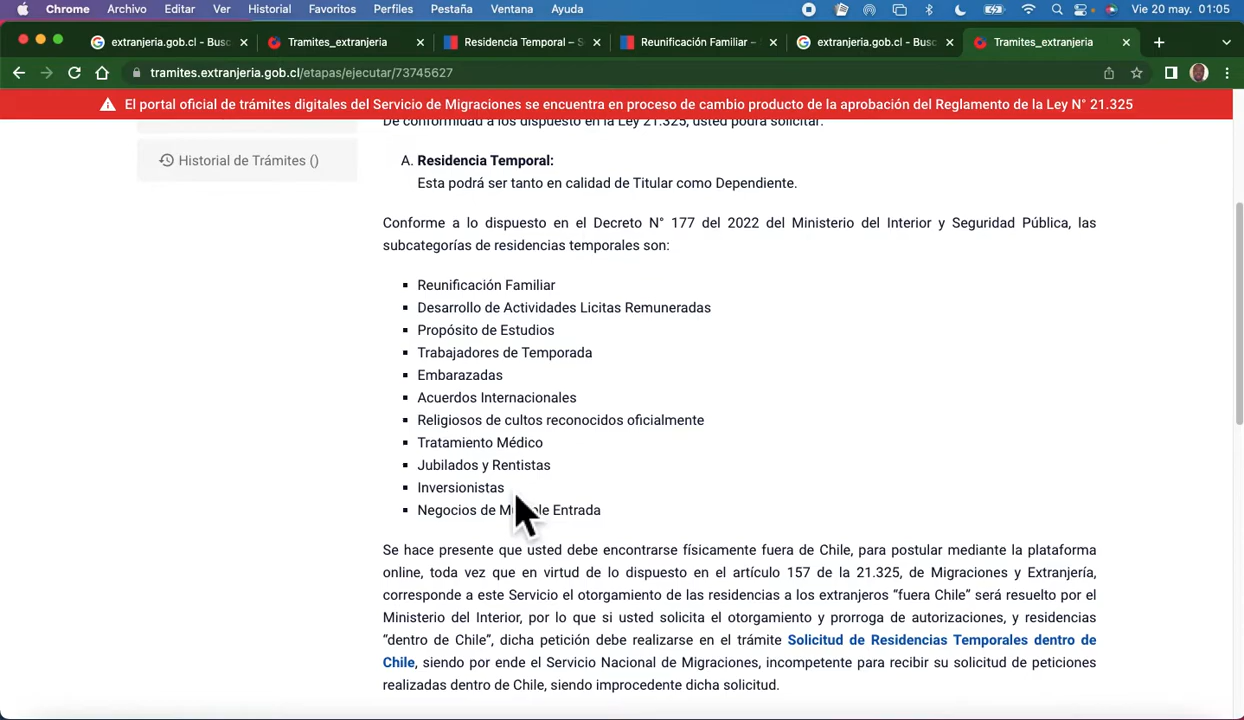 Chrome Archivo Editar Ver Historial Favoritos Perfiles Pestaña Ventana Ayuda Vie 20 may. 01:05
extranjeria.gob.cl - Busc Tramites_extranjeria Residencia Temporal – S Reunificación Familiar – extranjeria.gob.cl - Busc Tramites_extranjeria
tramites.extranjeria.gob.cl/etapas/ejecutar/73745627
El portal oficial de trámites digitales del Servicio de Migraciones se encuentra en proceso de cambio producto de la aprobación del Reglamento de la Ley N° 21.325
De conformidad a los dispuesto en la Ley 21.325, usted podrá solicitar:
Historial de Trámites ()
A. Residencia Temporal:
Esta podrá ser tanto en calidad de Titular como Dependiente.
Conforme a lo dispuesto en el Decreto N° 177 del 2022 del Ministerio del Interior y Seguridad Pública, las
subcategorías de residencias temporales son:
Reunificación Familiar
Desarrollo de Actividades Licitas Remuneradas
Propósito de Estudios
Trabajadores de Temporada
Embarazadas
Acuerdos Internacionales
Religiosos de cultos reconocidos oficialmente
Tratamiento Médico
Jubilados y Rentistas
Inversionistas
Negocios de Entrada
Se hace presente que usted debe encontrarse físicamente fuera de Chile, para postular mediante la plataforma
online, toda vez que en virtud de lo dispuesto en el artículo 157 de la 21.325, de Migraciones y Extranjería,
corresponde a este Servicio el otorgamiento de las residencias a los extranjeros “fuera Chile” será resuelto por el
Ministerio del Interior, por lo que si usted solicita el otorgamiento y prorroga de autorizaciones, y residencias
“dentro de Chile”, dicha petición debe realizarse en el trámite Solicitud de Residencias Temporales dentro de
Chile, siendo por ende el Servicio Nacional de Migraciones, incompetente para recibir su solicitud de peticiones
realizadas dentro de Chile, siendo improcedente dicha solicitud.